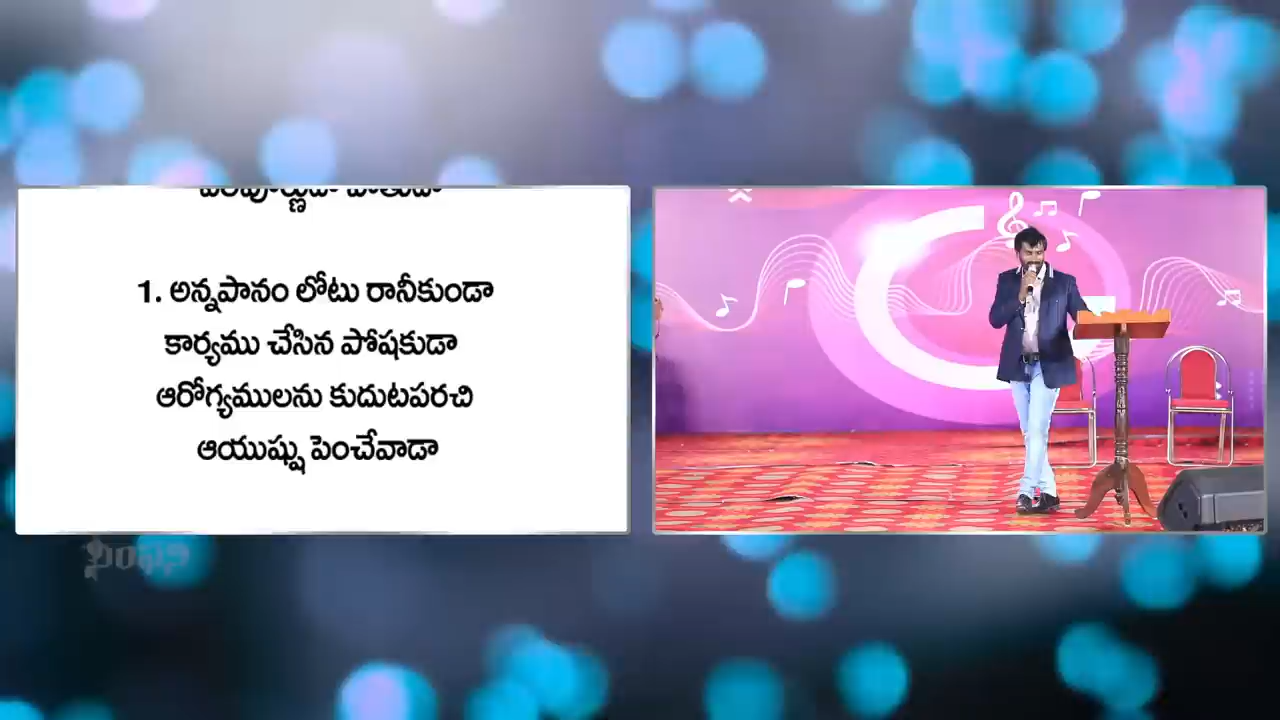 1. అన్నపానం లోటు రానీకుండా
కార్యము చేసిన పోషకుడా
ఆరోగ్యములను కుదుటపరచి
ఆయుష్షు పెంచేవాడా